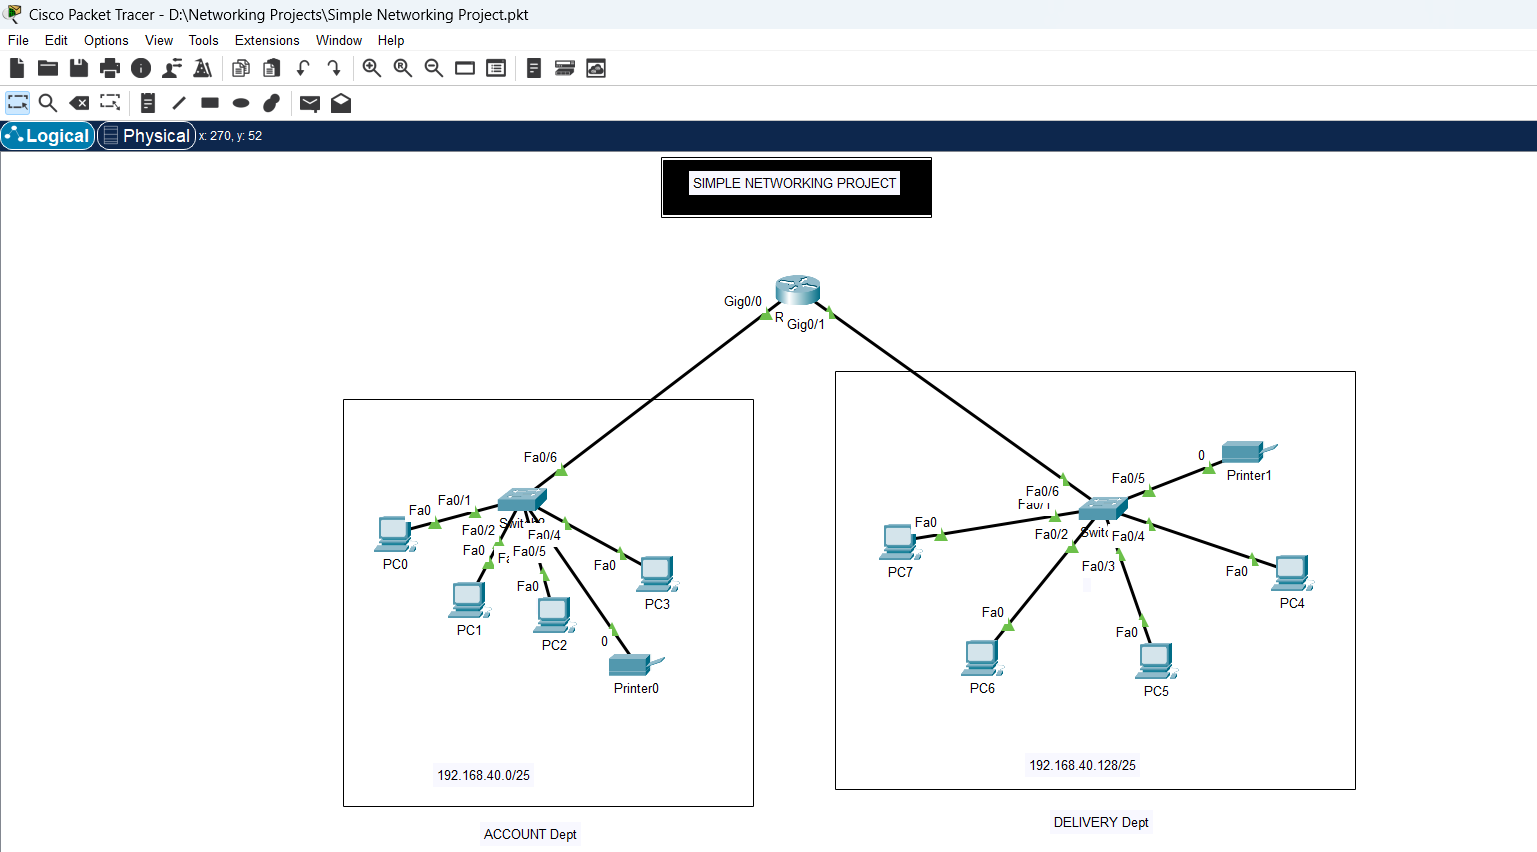 Cisco Packet Tracer - D:\Networking Projects\Simple Networking Project.pkt
File Edit Options View Tools Extensions Window Help
Logical Physical x: 270, y: 52
SIMPLE NETWORKING PROJECT
Gig0/0
R
Gig0/1
Fa0/6
Fa0/1
Fa0
Fa0/2
Fa0/4
Fa0
Fa0/5
PC0
Fa0
Fa0
PC3
PC1
0
PC2
Printer0
192.168.40.0/25
ACCOUNT Dept
0
Printer1
Fa0/5
Fa0/6
Fa0/1
Fa0
Fa0/2
Fa0/4
PC7
Fa0/3
Fa0
PC4
Fa0
Fa0
PC6
PC5
192.168.40.128/25
DELIVERY Dept